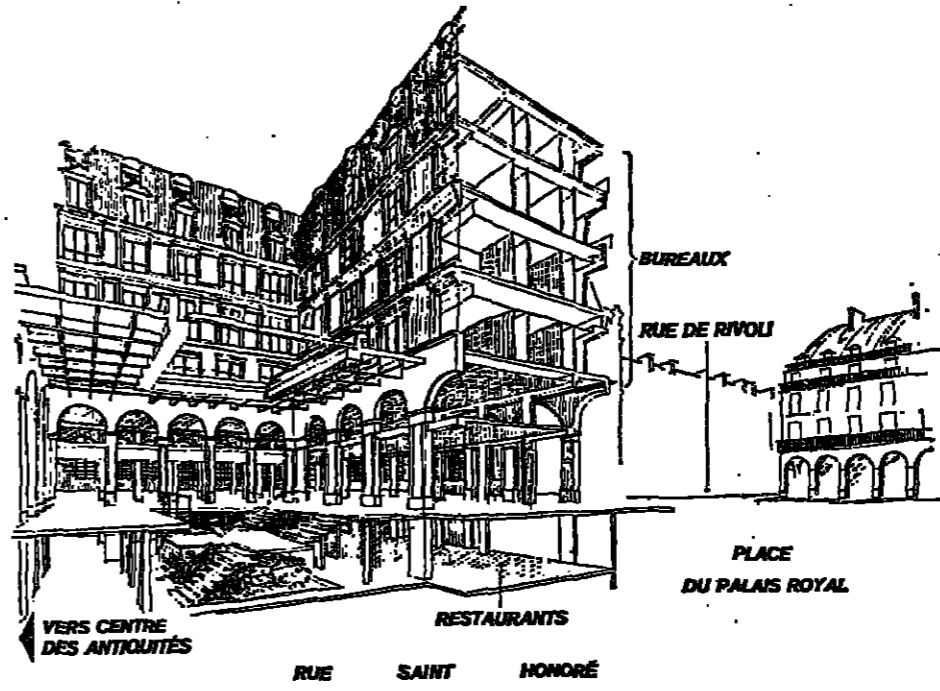 BUREAUX
RUE DE RIVOLI
PLACE
DU PALAIS ROYAL
RESTAURANTS
VERS CENTRE
DES ANTIQUITÉS
RUE SAINT HONORÉ